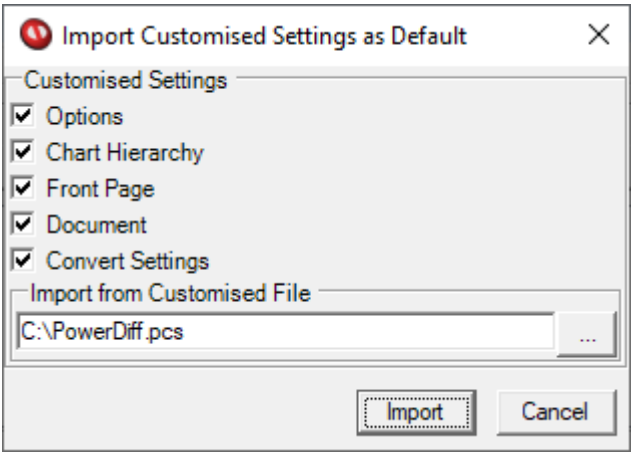 Import Customised Settings as Default
Customised Settings
Options
Chart Hierarchy
Front Page
Document
Convert Settings
Import from Customised File
C:\PowerDiff.pcs
...
Import Cancel